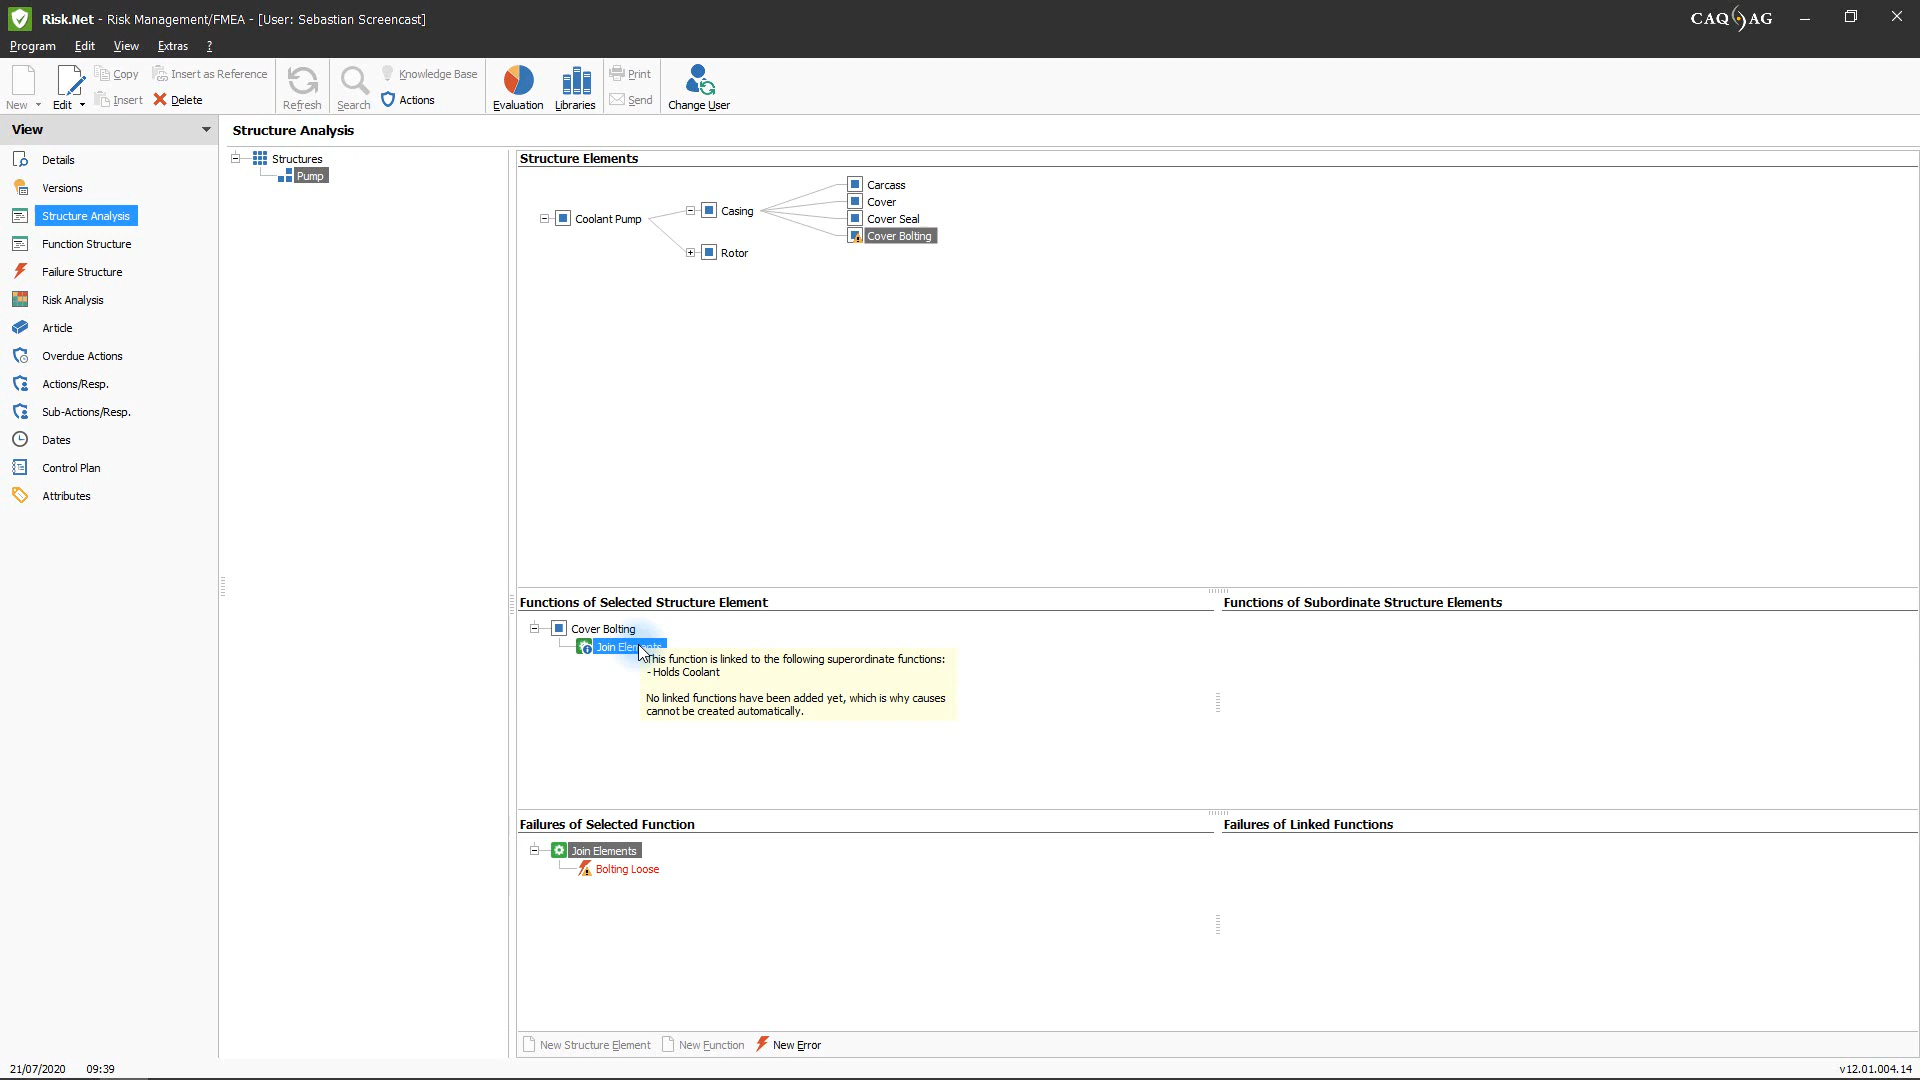 Risk.Net - Risk Management/FMEA - [User: Sebastian Screencast]
CAQ AG
Program Edit View Extras ?
New
Edit
Copy
Insert
Insert as Reference
Delete
Refresh
Search
Knowledge Base
Actions
Evaluation
Libraries
Print
Send
Change User
View
Details
Versions
Structure Analysis
Function Structure
Failure Structure
Risk Analysis
Article
Overdue Actions
Actions/Resp.
Sub-Actions/Resp.
Dates
Control Plan
Attributes
Structure Analysis
Structures
Pump
Structure Elements
Coolant Pump
Casing
Rotor
Carcass
Cover
Cover Seal
Cover Bolting
Functions of Selected Structure Element
Cover Bolting
Join Elements
This function is linked to the following superordinate functions:
- Holds Coolant
No linked functions have been added yet, which is why causes
cannot be created automatically.
Functions of Subordinate Structure Elements
Failures of Selected Function
Join Elements
Bolting Loose
Failures of Linked Functions
New Structure Element New Function New Error
21/07/2020 09:39
v12.01.004.14